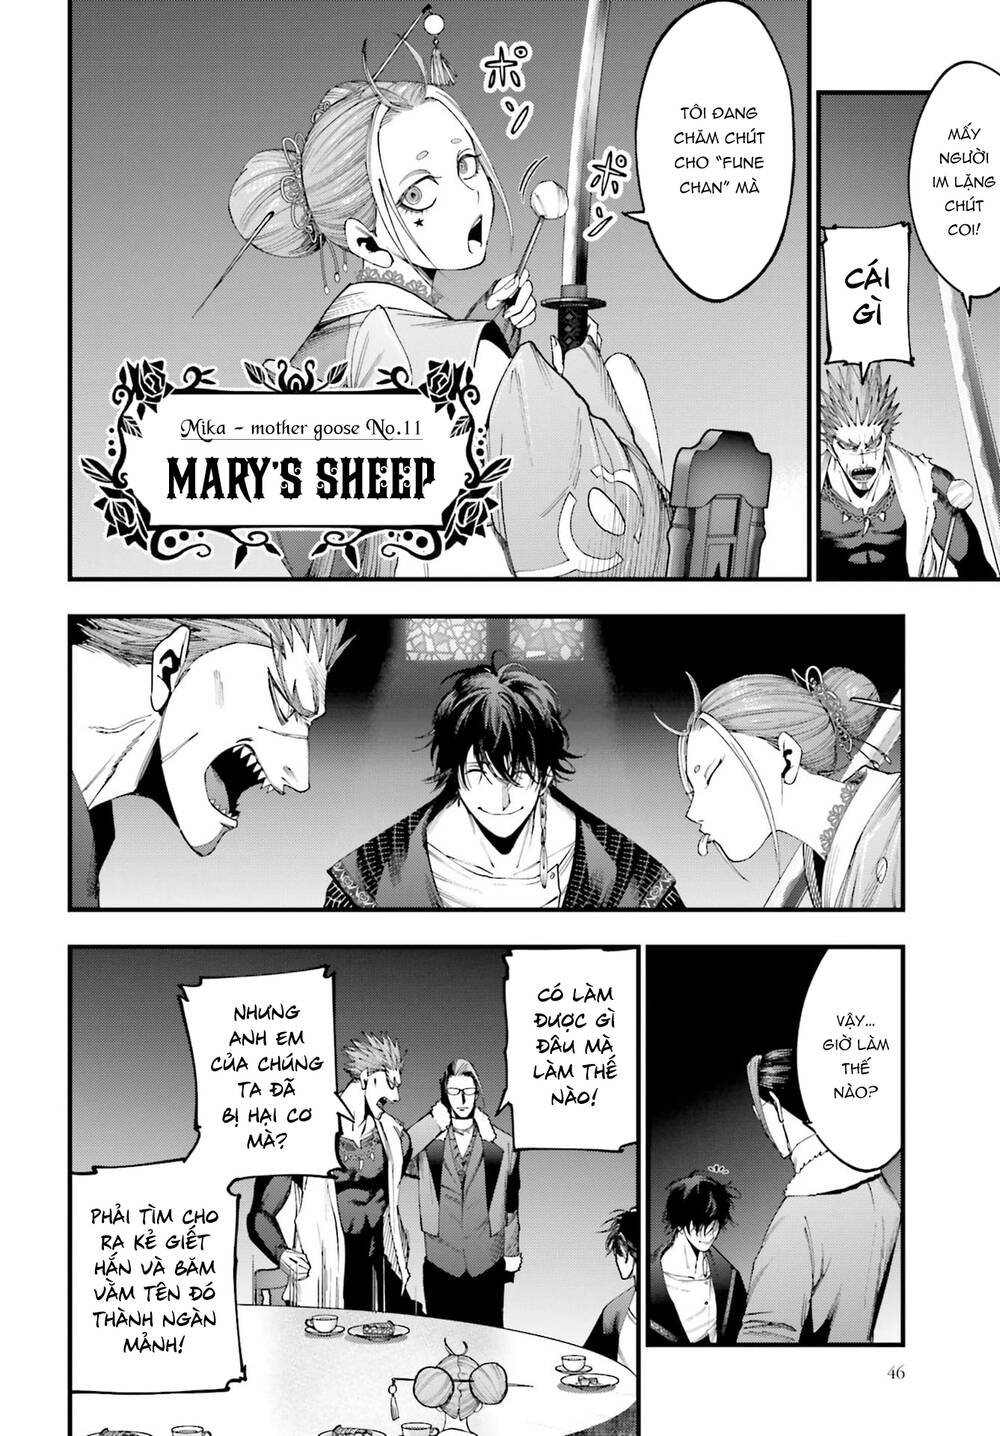 MẤY
NGƯỜI
IM LẶNG
CHÚT
COI!
CÁI
GÌ
TÔI ĐANG
CHĂM CHÚT
CHO “FUNE
CHAN” MÀ
ポンポン
Mika - mother goose No.11
MARY'S SHEEP
VẬY...
GIỜ LÀM
THẾ
NÀO?
CÓ LÀM
ĐƯỢC GÌ
ĐÂU MÀ
LÀM THẾ
NÀO!
NHƯNG
ANH EM
CỦA CHÚNG
TA ĐÃ
BỊ HẠI CƠ
MÀ?
PHẢI TÌM CHO
RA KẺ GIẾT
HẮN VÀ BĂM
VẰM TÊN ĐÓ
THÀNH NGÀN
MẢNH!
46